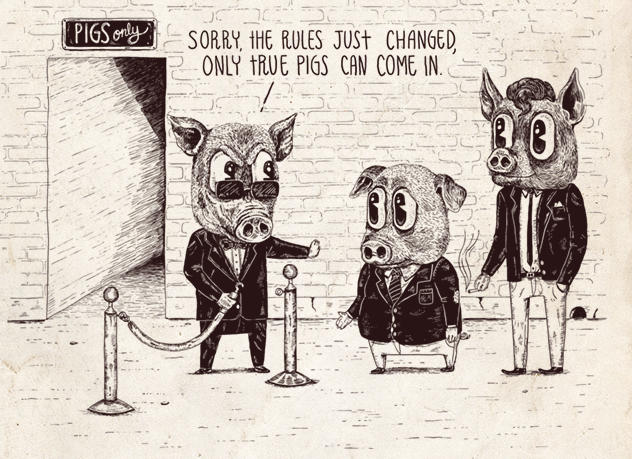 PIGS only
SORRY, THE RULES JUST CHANGED,
ONLY TRUE PIGS CAN COME IN.